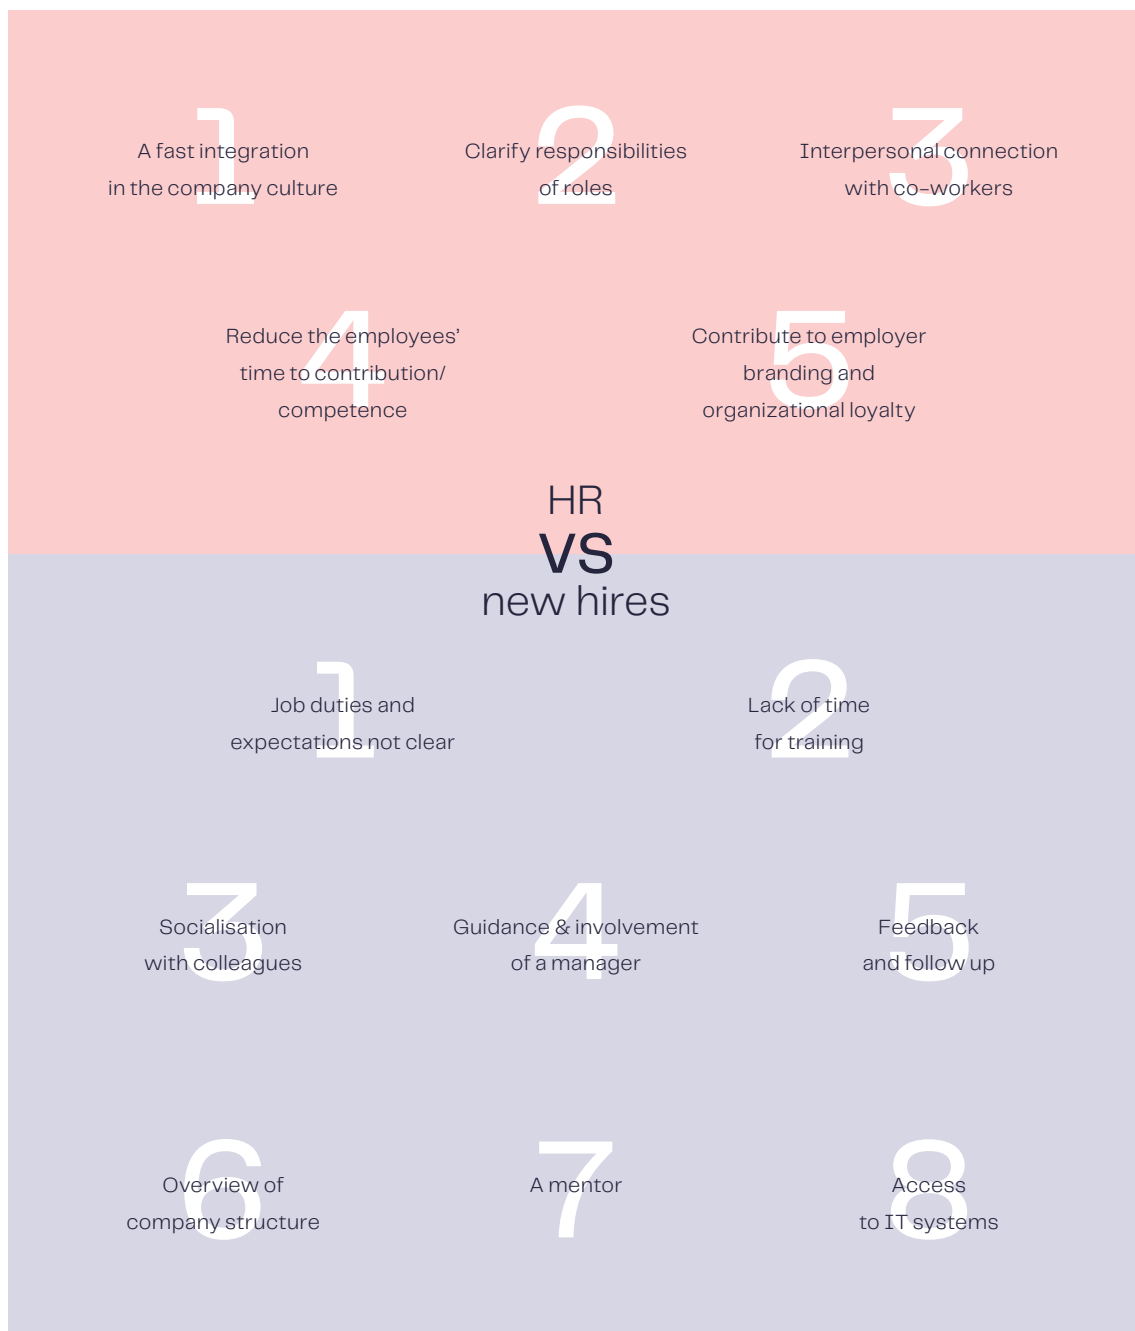 1
A fast integration
in the company culture
2
Clarify responsibilities
of roles
3
Interpersonal connection
with co-workers
4
Reduce the employees’
time to contribution/
competence
5
Contribute to employer
branding and
organizational loyalty
HR
vs
new hires
1
Job duties and
expectations not clear
2
Lack of time
for training
3
Socialisation
with colleagues
4
Guidance & involvement
of a manager
5
Feedback
and follow up
6
Overview of
company structure
7
A mentor
8
Access
to IT systems